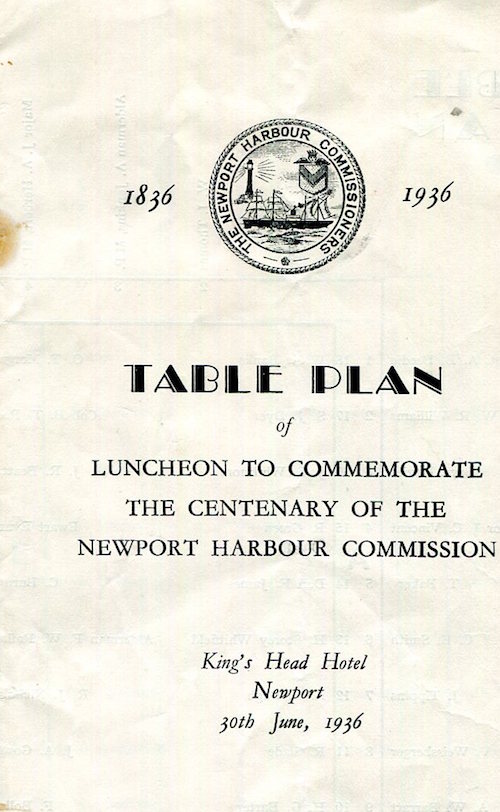 THE NEWPORT HARBOUR COMMISSIONERS
1836
1936
TABLE PLAN
of
LUNCHEON TO COMMEMORATE
THE CENTENARY OF THE
NEWPORT HARBOUR COMMISSION
King's Head Hotel
Newport
30th June, 1936